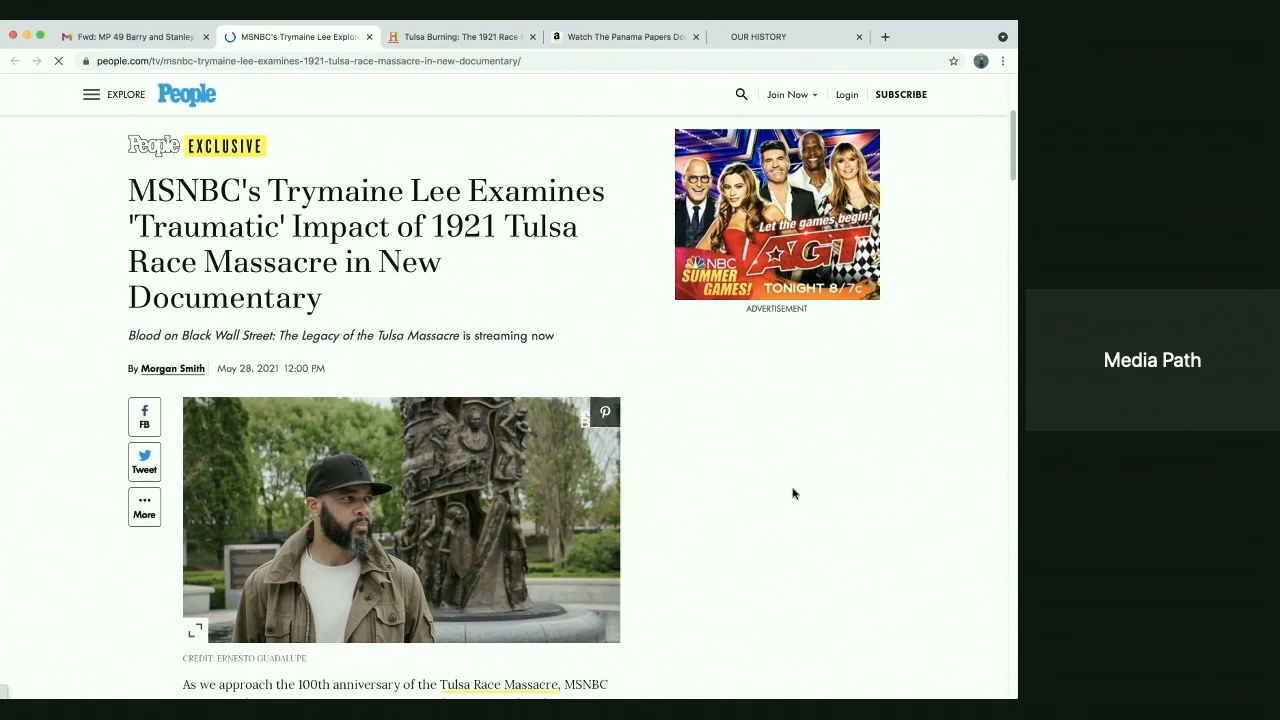 Fwd: MP 49 Barry and Stanley
MSNBC's Trymaine Lee Explor
Tulsa Burning: The 1921 Race
Watch The Panama Papers Do
OUR HISTORY
people.com/tv/msnbc-trymaine-lee-examines-1921-tulsa-race-massacre-in-new-documentary/
EXPLORE
People
Join Now
Login
SUBSCRIBE
People EXCLUSIVE
MSNBC's Trymaine Lee Examines
'Traumatic' Impact of 1921 Tulsa
Race Massacre in New
Documentary
Blood on Black Wall Street: The Legacy of the Tulsa Massacre is streaming now
By Morgan Smith
May 28, 2021 12:00 PM
FB
Tweet
More
Let the games begin!
AGT
NBC
SUMMER
GAMES!
TONIGHT 8/7c
ADVERTISEMENT
CREDIT: ERNESTO GUADALUPE
As we approach the 100th anniversary of the Tulsa Race Massacre, MSNBC
Media Path